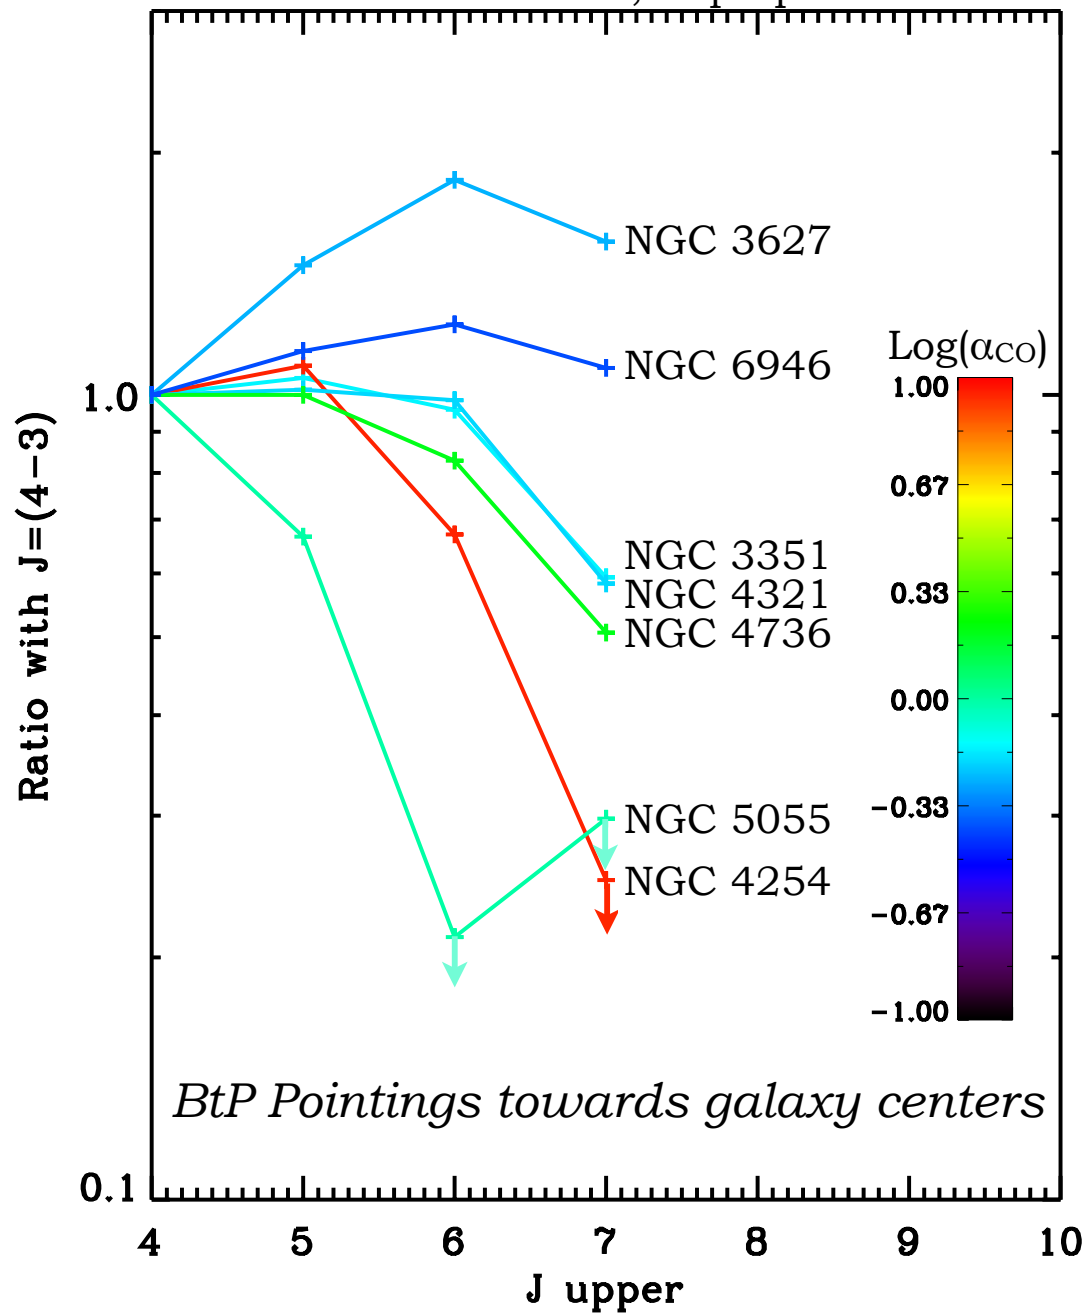 NGC 3627
NGC 6946
NGC 3351
NGC 4321
NGC 4736
NGC 5055
NGC 4254
Log(αCO)
1.00
0.67
0.33
0.00
-0.33
-0.67
-1.00
BtP Pointings towards galaxy centers
1.0
0.1
Ratio with J=(4-3)
4 5 6 7 8 9 10
J upper